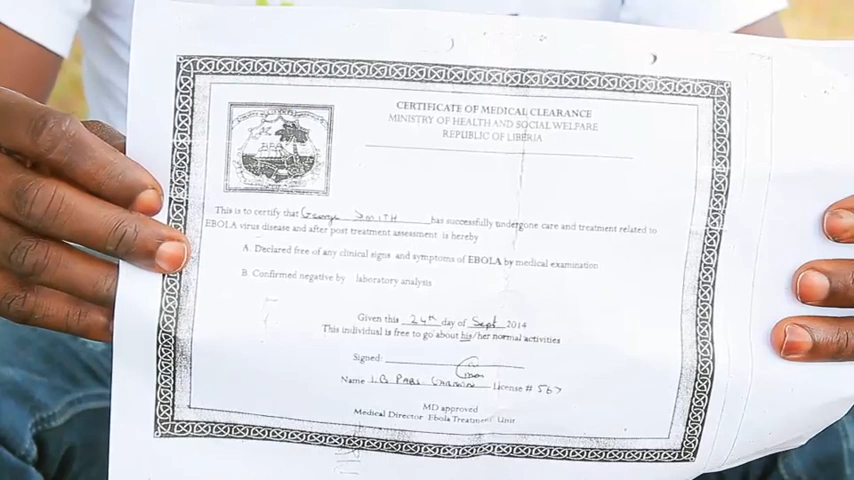 CERTIFICATE OF MEDICAL CLEARANCE
MINISTRY OF HEALTH AND SOCIAL WELFARE
REPUBLIC OF LIBERIA
This is to certify that George Smith has successfully undergone care and treatment related to
EBOLA virus disease and after post treatment assessment is hereby
A. Declared free of any clinical signs and symptoms of EBOLA by medical examination
B. Confirmed negative by laboratory analysis
Given this 24th day of Sept 2014
This individual is free to go about his/her normal activities
Signed:
Name License # 567
MD approved
Medical Director Ebola Treatment Unit